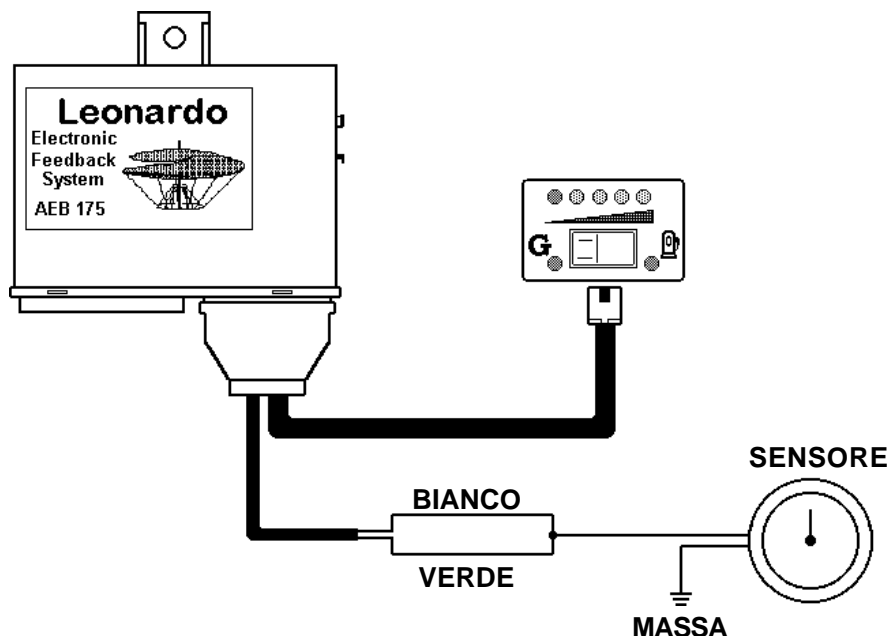 Leonardo
Electronic
Feedback
System
AEB 175
G
SENSORE
BIANCO
VERDE
MASSA